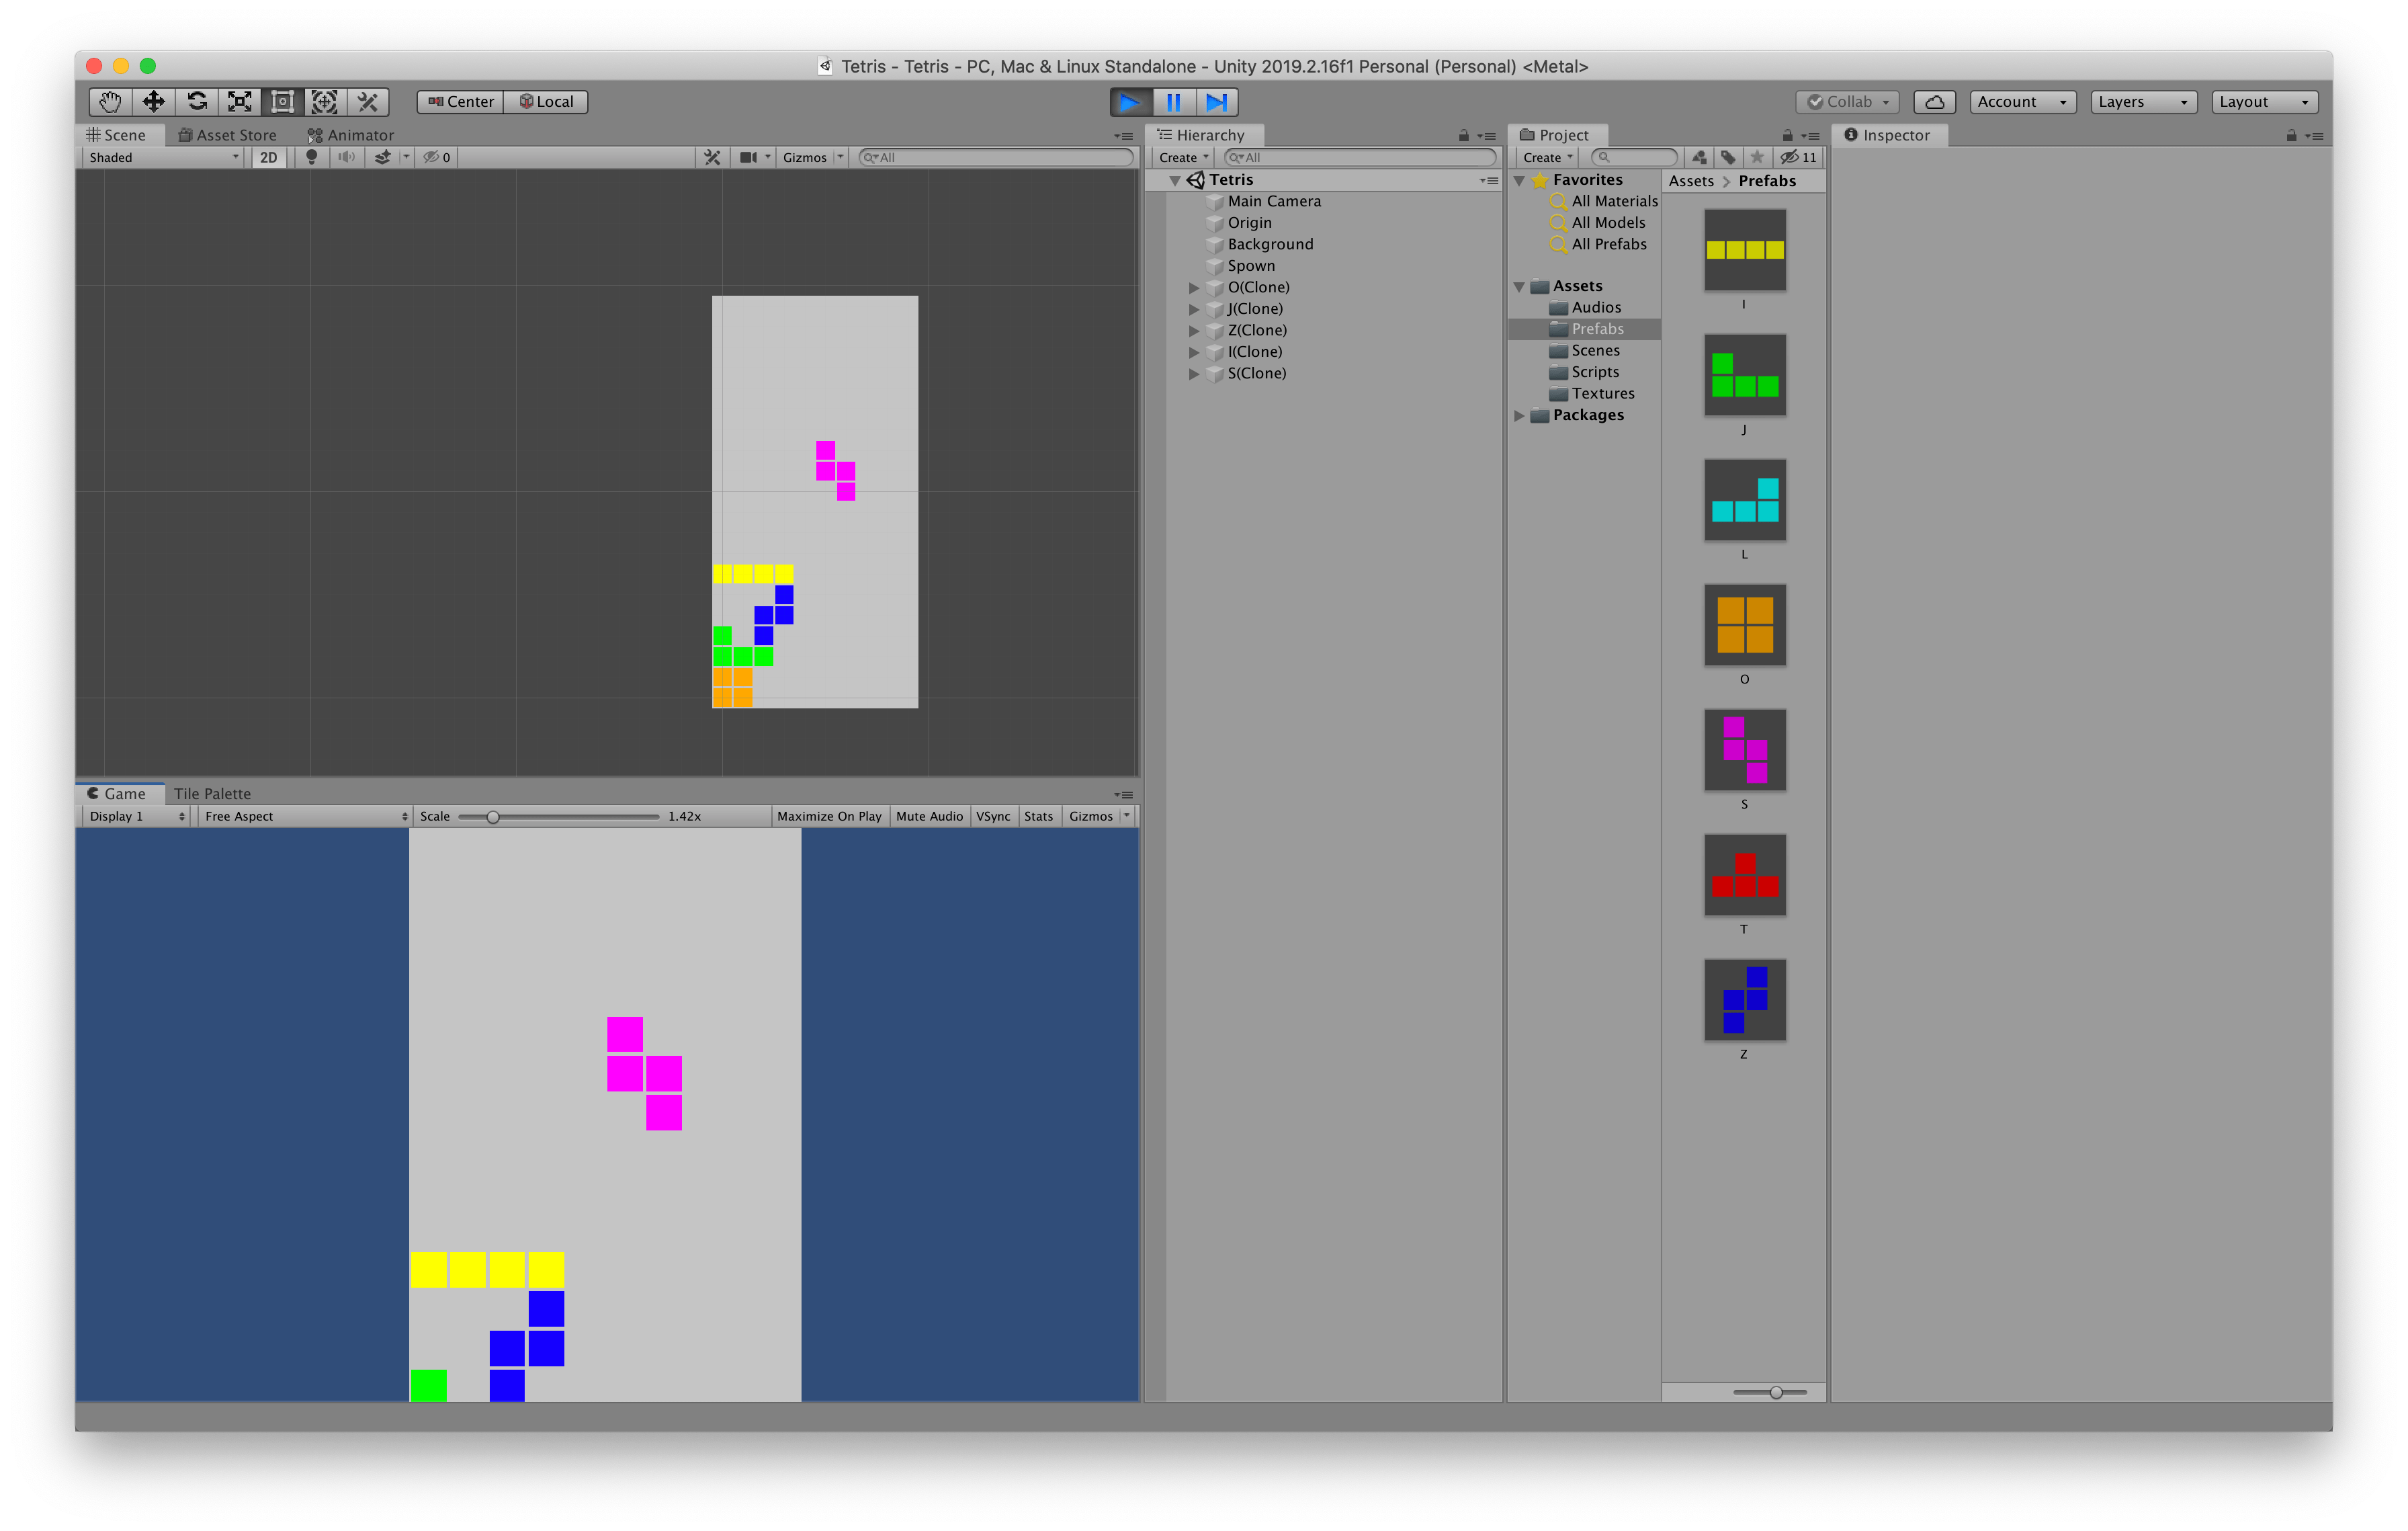 Tetris - Tetris - PC, Mac & Linux Standalone - Unity 2019.2.16f1 Personal (Personal) <Metal>
Center Local Collab Account Layers Layout
Scene Asset Store Animator
Shaded 2D 0 Gizmos All
Hierarchy
Create All
Tetris
Main Camera
Origin
Background
Spawn
O(Clone)
J(Clone)
Z(Clone)
I(Clone)
S(Clone)
Project
Create 11
Favorites
All Materials
All Models
All Prefabs
Assets
Audios
Prefabs
Scenes
Scripts
Textures
Packages
Assets > Prefabs
I
J
L
O
S
T
Z
Inspector
Game Tile Palette
Display 1 Free Aspect Scale 1.42x Maximize On Play Mute Audio VSync Stats Gizmos